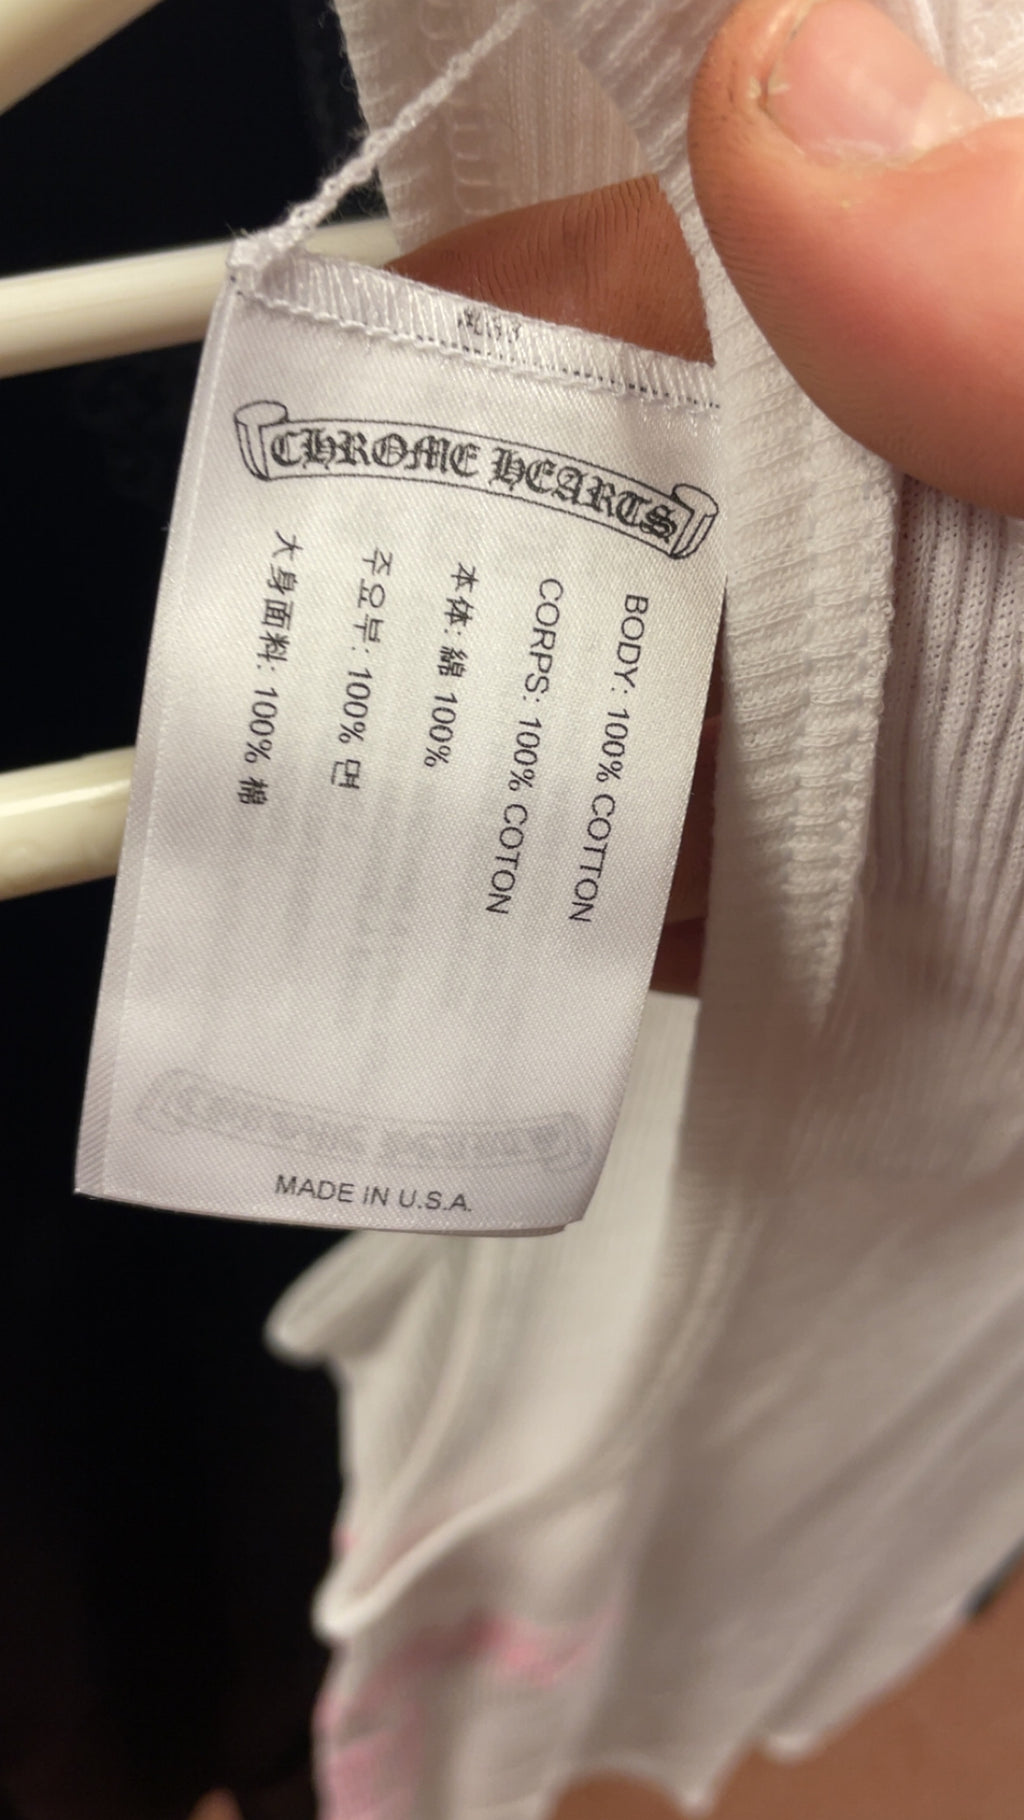 CHROME HEARTS
BODY: 100% COTTON
CORPS: 100% COTON
本体: 綿 100%
주요부: 100% 면
大身面料: 100% 棉
MADE IN U.S.A.